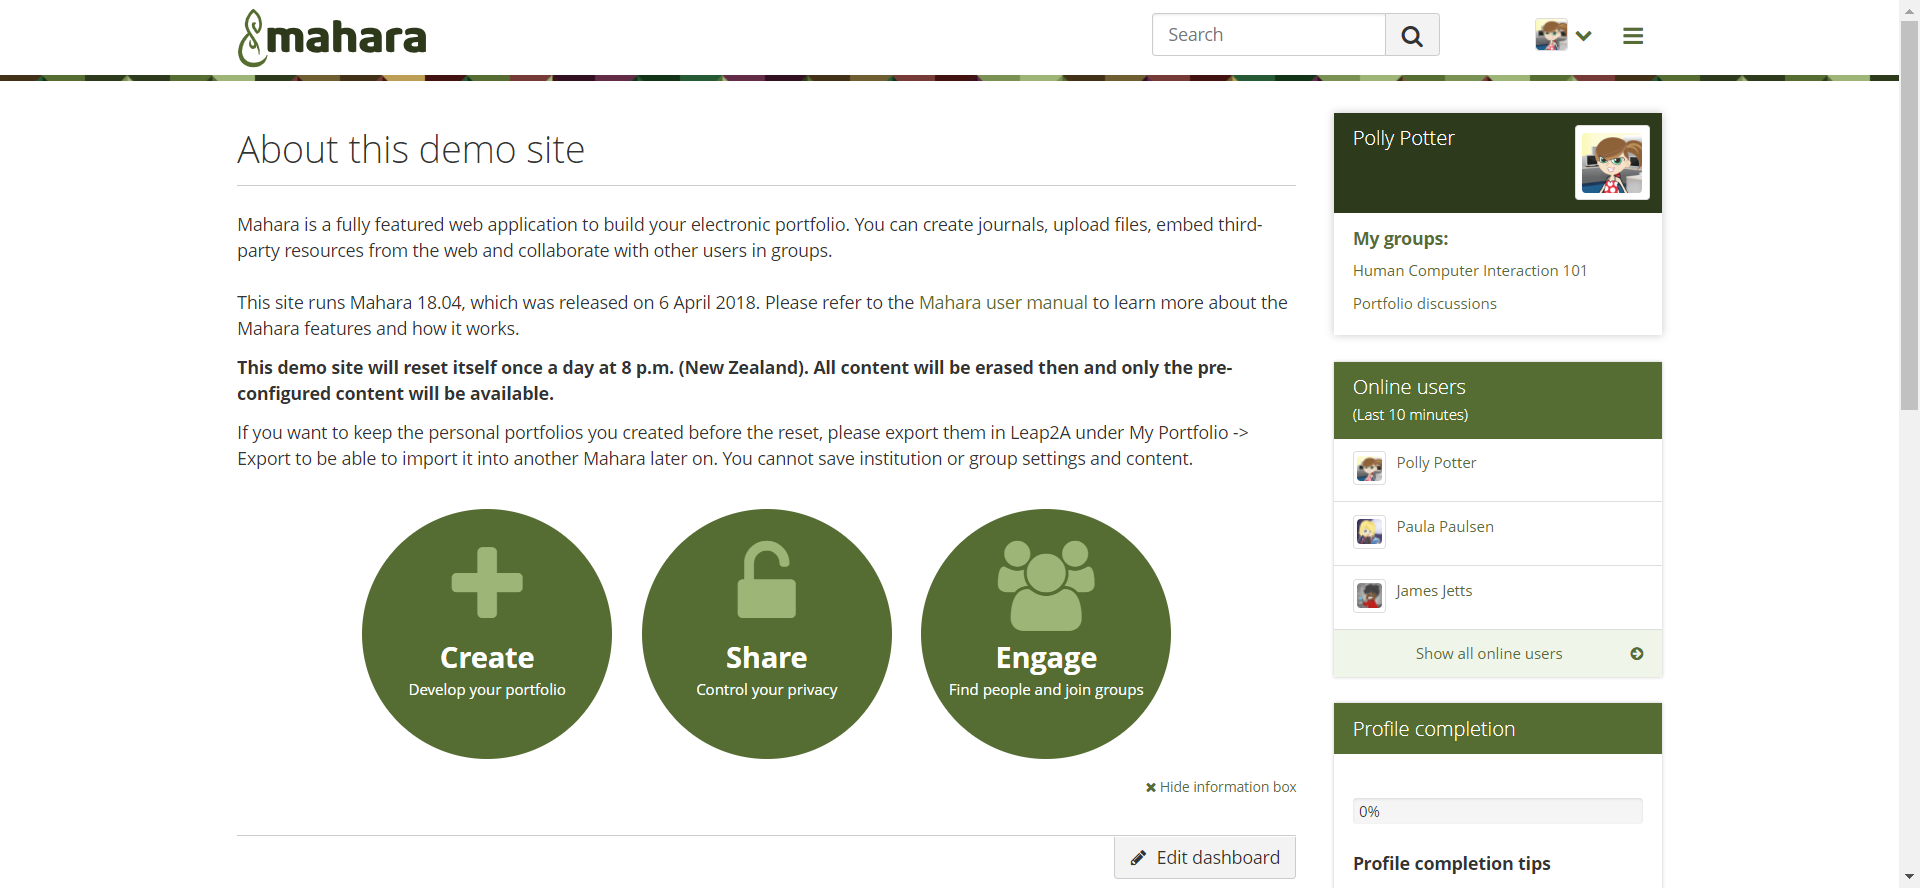 mahara
Search
About this demo site
Mahara is a fully featured web application to build your electronic portfolio. You can create journals, upload files, embed third-
party resources from the web and collaborate with other users in groups.
This site runs Mahara 18.04, which was released on 6 April 2018. Please refer to the Mahara user manual to learn more about the
Mahara features and how it works.
This demo site will reset itself once a day at 8 p.m. (New Zealand). All content will be erased then and only the pre-
configured content will be available.
If you want to keep the personal portfolios you created before the reset, please export them in Leap2A under My Portfolio ->
Export to be able to import it into another Mahara later on. You cannot save institution or group settings and content.
Create
Develop your portfolio
Share
Control your privacy
Engage
Find people and join groups
Hide information box
Edit dashboard
Polly Potter
My groups:
Human Computer Interaction 101
Portfolio discussions
Online users
(Last 10 minutes)
Polly Potter
Paula Paulsen
James Jetts
Show all online users
Profile completion
0%
Profile completion tips